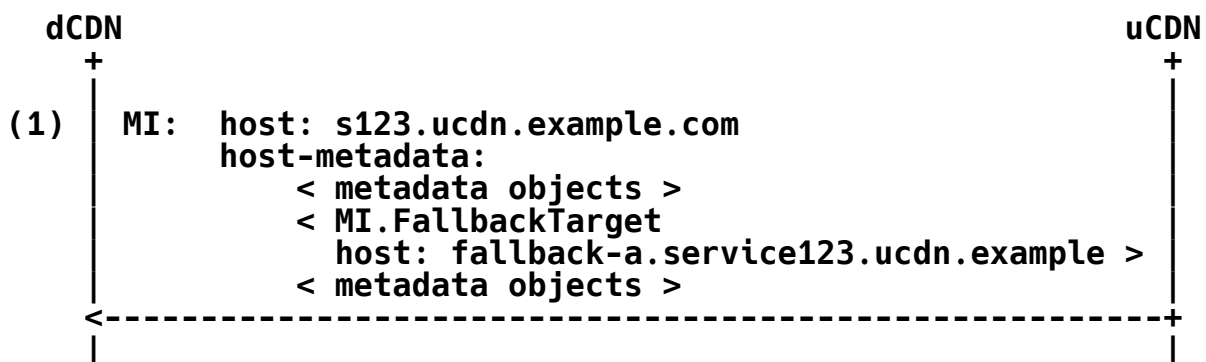 dCDN uCDN
+ +
(1) MI: host: s123.ucdn.example.com
host-metadata:
< metadata objects >
< MI.FallbackTarget
host: fallback-a.service123.ucdn.example >
< metadata objects >
<--------------------------------------------------------+